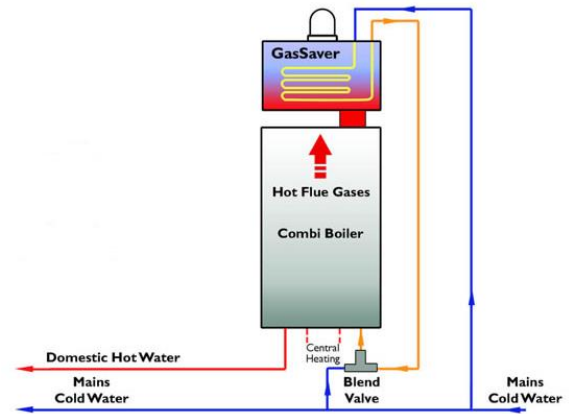 GasSaver
Hot Flue Gases
Combi Boiler
Central
Heating
Domestic Hot Water
Mains
Cold Water
Blend
Valve
Mains
Cold Water